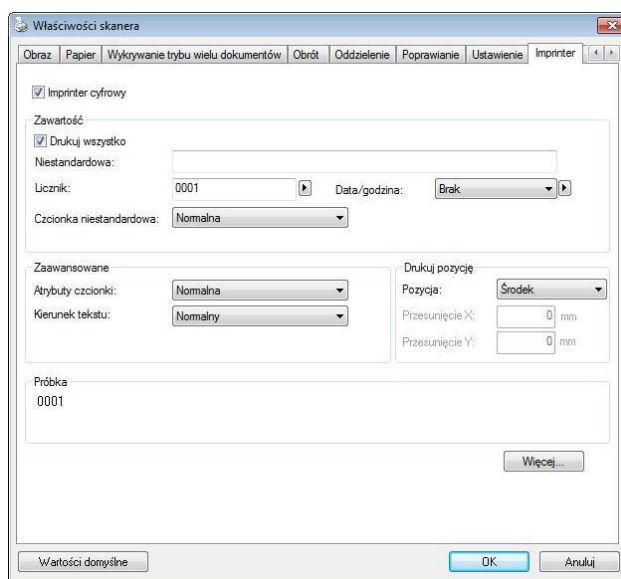 Właściwości skanera
Obraz Papier Wykrywanie trybu wielu dokumentów Obrót Oddzielenie Poprawianie Ustawienie Imprinter
Imprinter cyfrowy
Zawartość
Drukuj wszystko
Niestandardowa:
Licznik: 0001 Data/godzina: Brak
Czcionka niestandardowa: Normalna
Zaawansowane
Atrybuty czcionki: Normalna
Kierunek tekstu: Normalny
Drukuj pozycję
Pozycja: Środek
Przesunięcie X: 0 mm
Przesunięcie Y: 0 mm
Próbka
0001
Więcej...
Wartości domyślne OK Anuluj